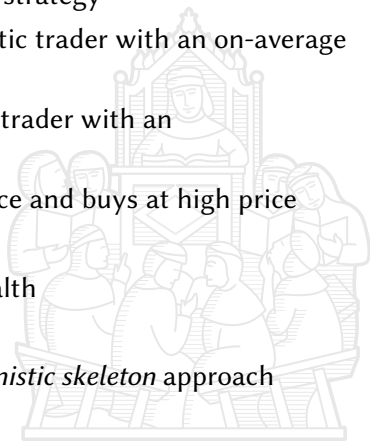 strategy
tic trader with an on-average
trader with an
ce and buys at high price
alth
nistic skeleton approach